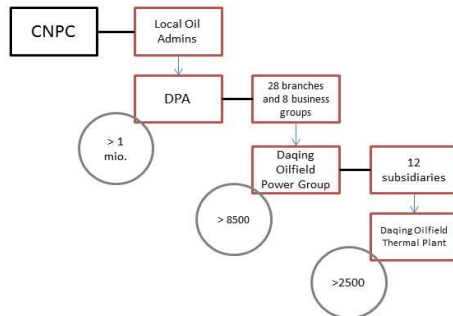 CNPC
Local Oil
Admins
DPA
28 branches
and 8 business
groups
> 1
mio.
Daqing
Oilfield
Power Group
12
subsidiaries
> 8500
Daqing Oilfield
Thermal Plant
>2500